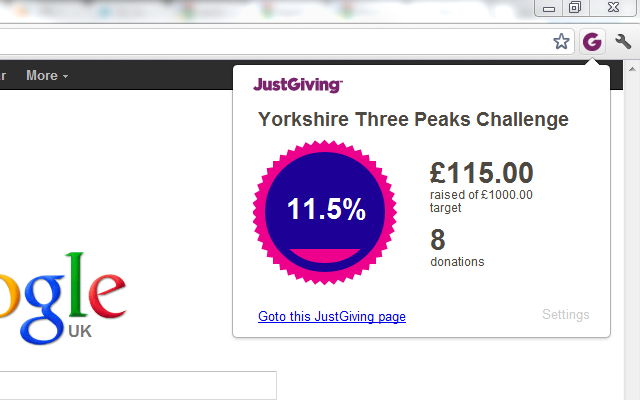 More
JustGiving™
Yorkshire Three Peaks Challenge
11.5%
£115.00
raised of £1000.00
target
8
donations
Goto this JustGiving page
Settings
ogle
UK